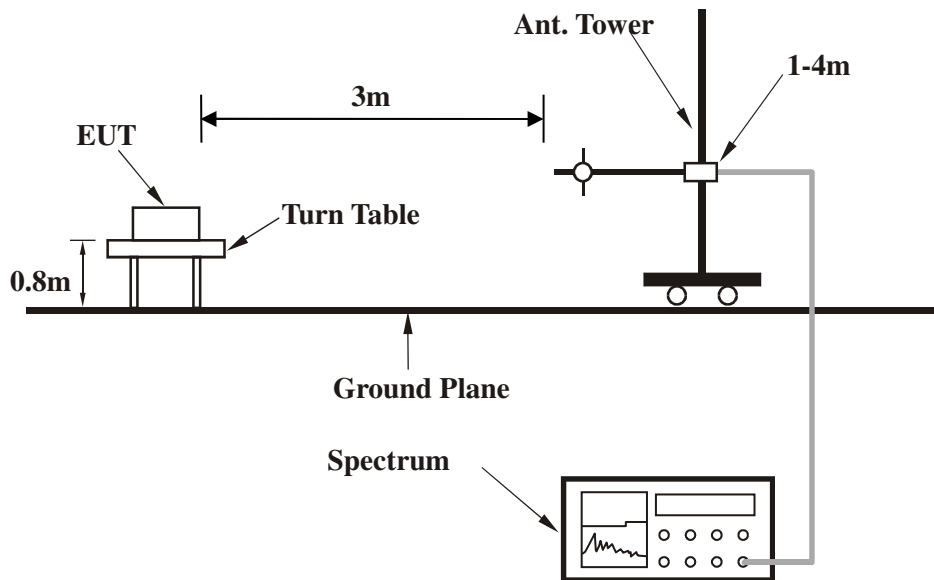 Ant. Tower
1-4m
3m
EUT
Turn Table
0.8m
Ground Plane
Spectrum